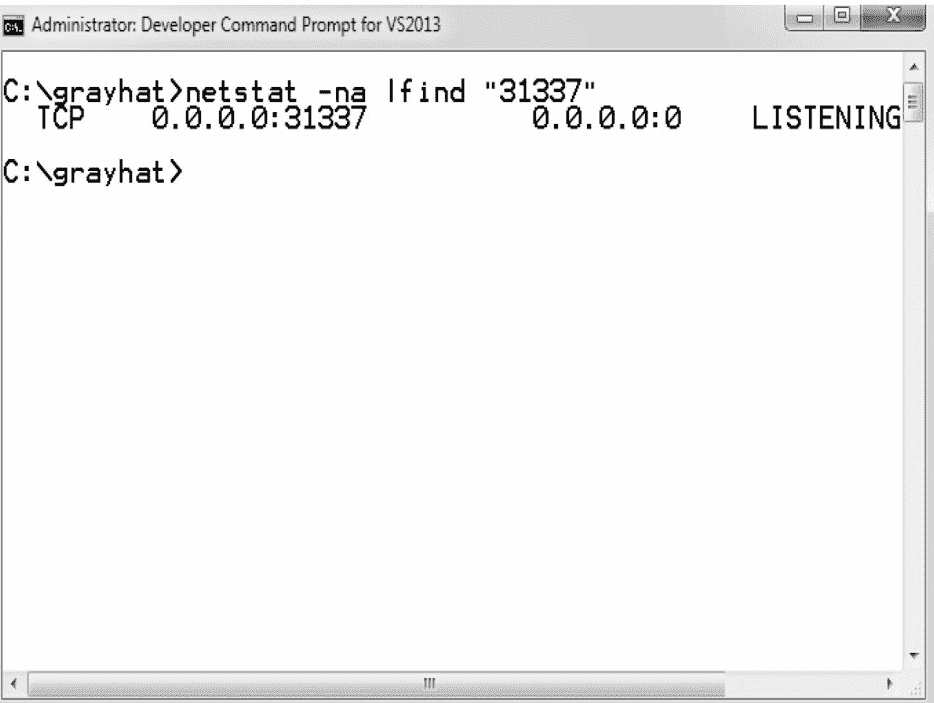 Administrator: Developer Command Prompt for VS2013
C:\grayhat>netstat -na |find "31337"
TCP 0.0.0.0:31337 0.0.0.0:0 LISTENING
C:\grayhat>